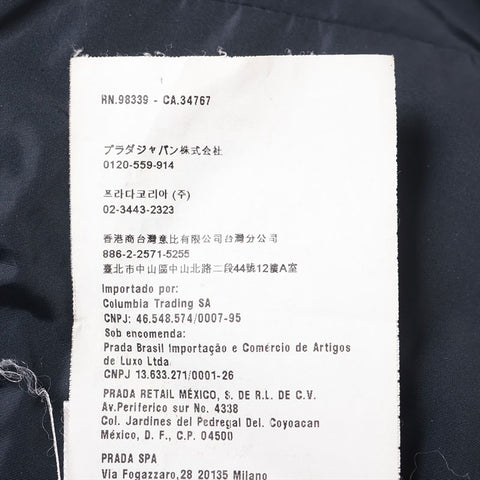 RN.98339 - CA.34767
プラダジャパン株式会社
0120-559-914
프라다코리아 (주)
02-3443-2323
香港商台灣意比有限公司台灣分公司
886-2-2571-5255
臺北市中山區中山北路二段44號12樓A室
Importado por:
Columbia Trading SA
CNPJ: 46.548.574/0007-95
Sob encomenda:
Prada Brasil Importação e Comércio de Artigos
de Luxo Ltda.
CNPJ 13.633.271/0001-26
PRADA RETAIL MÉXICO, S. DE R.L. DE C.V.
Av.Periferico sur No. 4338
Col. Jardines del Pedregal Del. Coyoacan
México, D. F., C.P. 04500
PRADA SPA
Via Fogazzaro, 28 20135 Milano